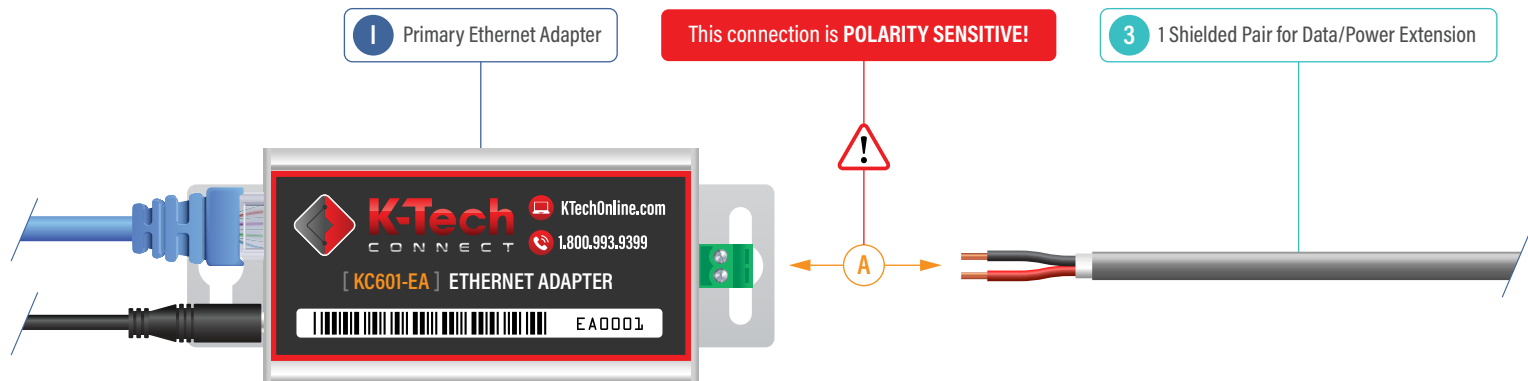 1 Primary Ethernet Adapter
This connection is POLARITY SENSITIVE!
3 1 Shielded Pair for Data/Power Extension
K-Tech
CONNECT
KTechOnline.com
1.800.993.9399
[ KC601-EA ] ETHERNET ADAPTER
EA0001
!
A